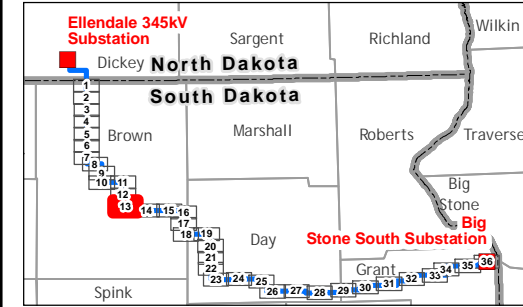 Ellendale 345kV
Substation
Dickey
Sargent
Richland
Wilkin
North Dakota
South Dakota
Brown
Marshall
Roberts
Traverse
Big
Stone
Day
Grant
Spink
Big
Stone South Substation
1
2
3
4
5
6
7
8
9
10
11
12
13
14
15
16
17
18
19
20
21
22
23
24
25
26
27
28
29
30
31
32
33
34
35
36